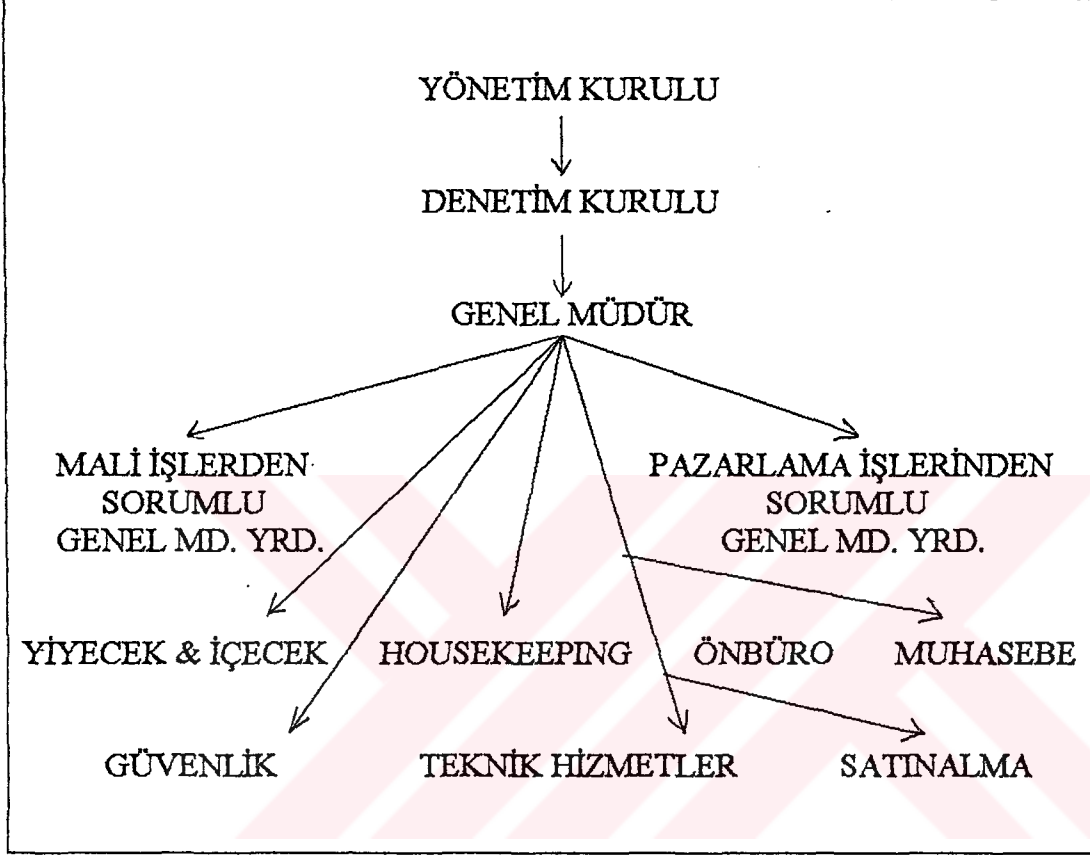 YÖNETİM KURULU
DENETİM KURULU
GENEL MÜDÜR
MALİ İŞLERDEN
SORUMLU
GENEL MD. YRD.
PAZARLAMA İŞLERİNDEN
SORUMLU
GENEL MD. YRD.
YİYECEK & İÇECEK
HOUSEKEEPING
ÖNBÜRO
MUHASEBE
GÜVENLİK
TEKNİK HİZMETLER
SATINALMA